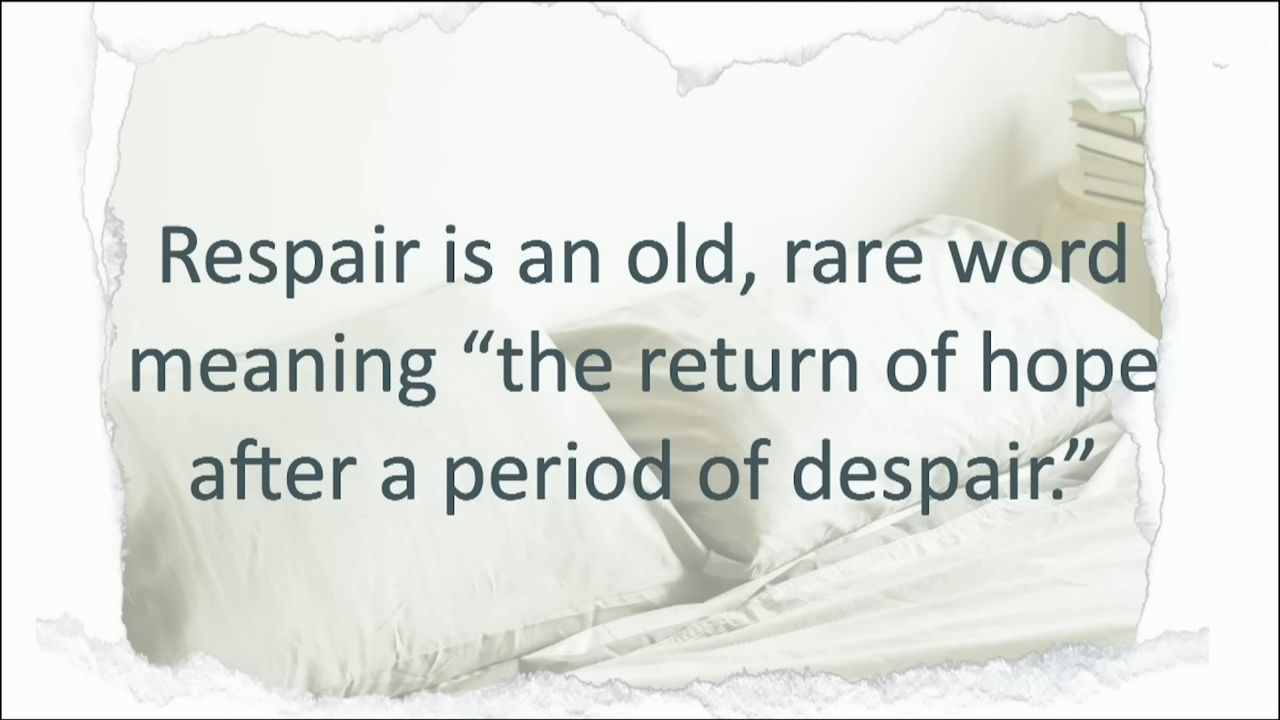 Respair is an old, rare word
meaning “the return of hope
after a period of despair.”